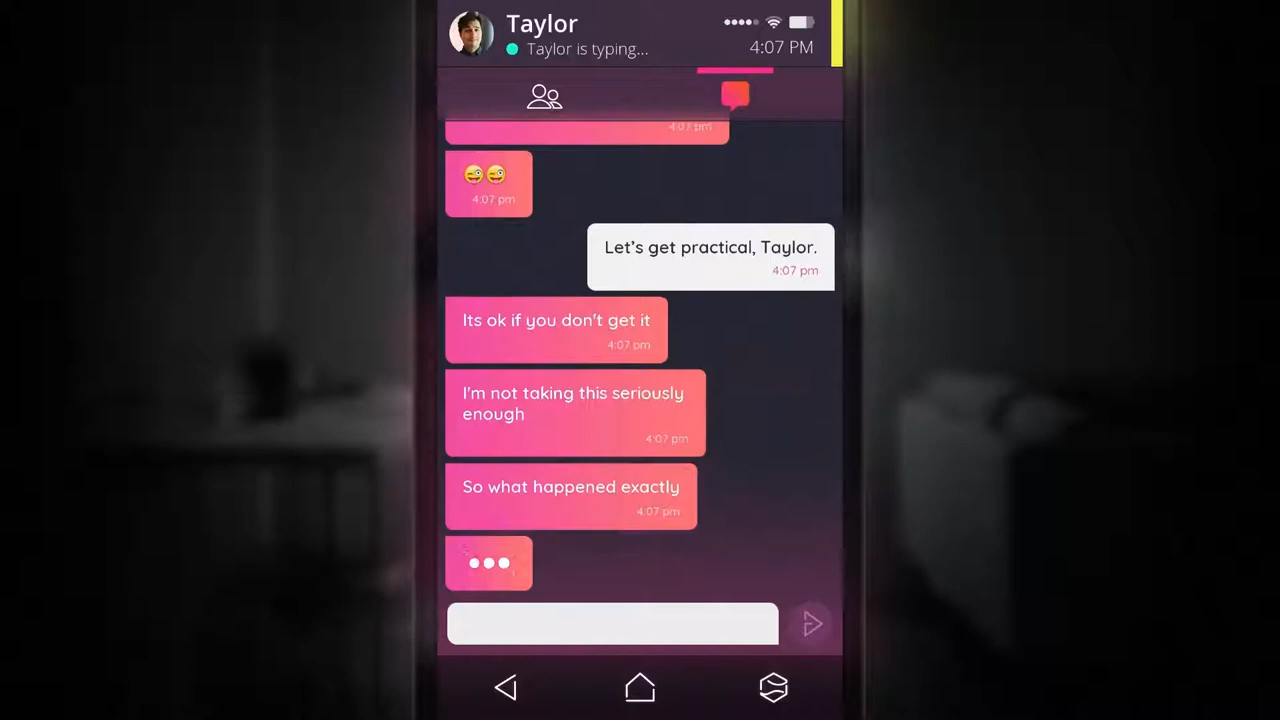 Taylor
Taylor is typing...
4:07 PM
4:07 pm
4:07 pm
Let's get practical, Taylor.
4:07 pm
Its ok if you don't get it
4:07 pm
I'm not taking this seriously
enough
4:07 pm
So what happened exactly
4:07 pm